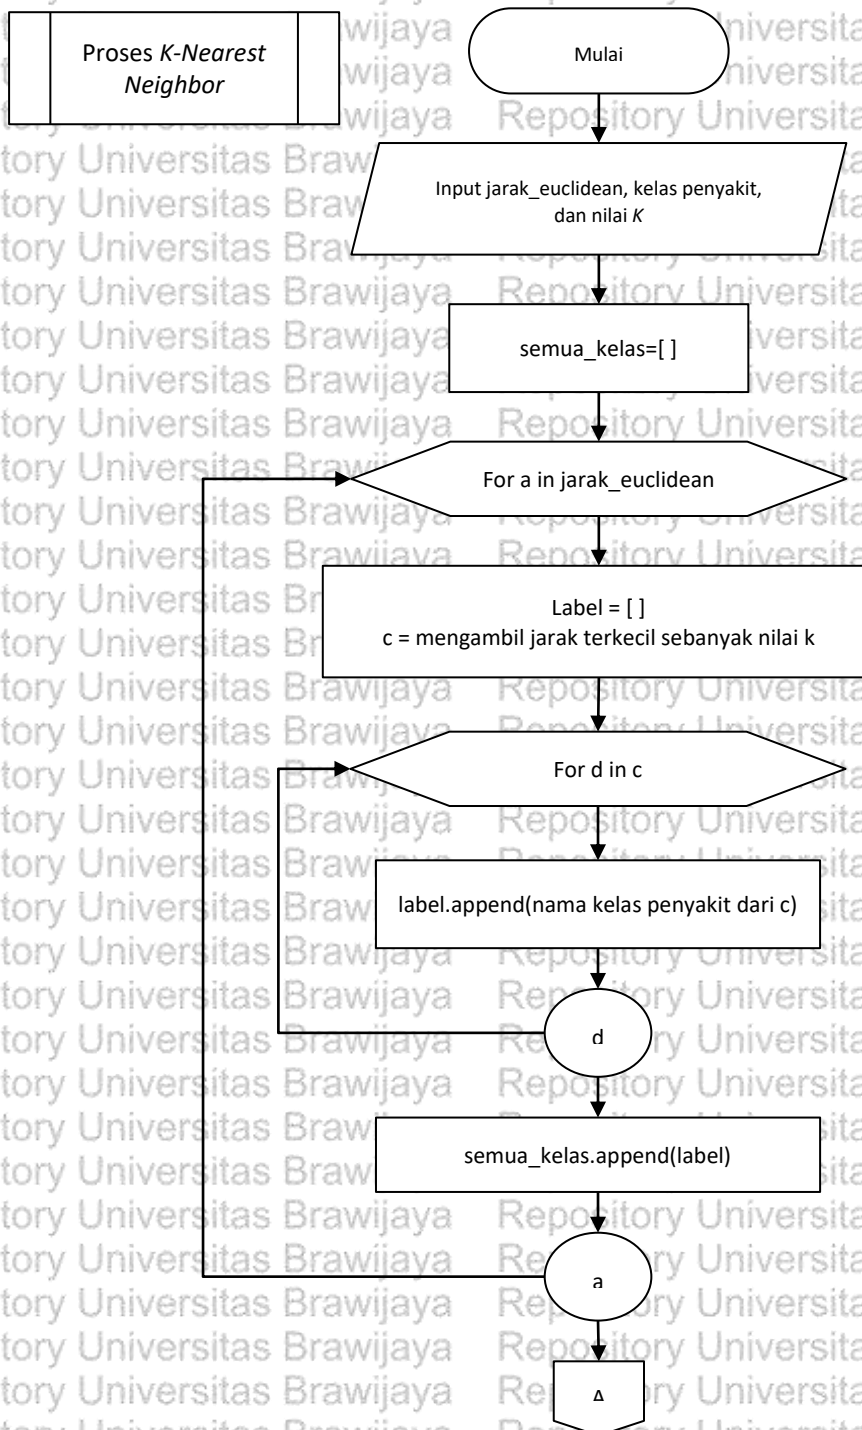 Proses K-Nearest
Neighbor
Mulai
Input jarak_euclidean, kelas penyakit,
dan nilai K
semua_kelas=[ ]
For a in jarak_euclidean
Label = [ ]
c = mengambil jarak terkecil sebanyak nilai k
For d in c
label.append(nama kelas penyakit dari c)
d
semua_kelas.append(label)
a
A